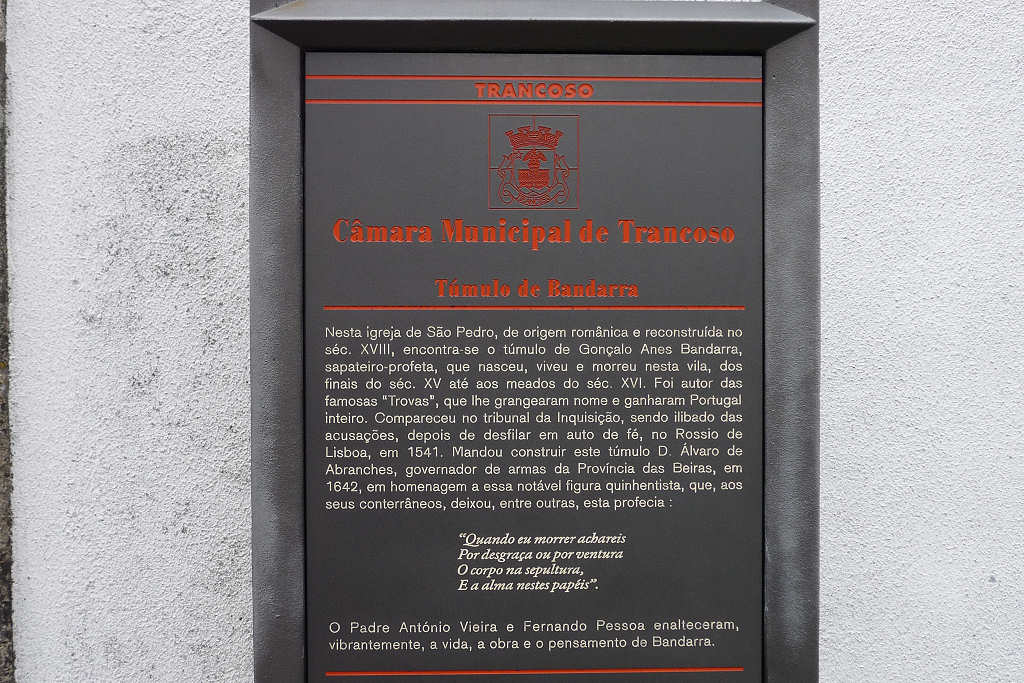 TRANCOSO
Câmara Municipal de Trancoso
Túmulo de Bandarra
Nesta igreja de São Pedro, de origem românica e reconstruída no
séc. XVIII, encontra-se o túmulo de Gonçalo Anes Bandarra,
sapateiro-profeta, que nasceu, viveu e morreu nesta vila, dos
finais do séc. XV até aos meados do séc. XVI. Foi autor das
famosas "Trovas", que lhe grangearam nome e ganharam Portugal
inteiro. Compareceu no tribunal da Inquisição, sendo ilibado das
acusações, depois de desfilar em auto de fé, no Rossio de
Lisboa, em 1541. Mandou construir este túmulo D. Álvaro de
Abranches, governador de armas da Província das Beiras, em
1642, em homenagem a essa notável figura quinhentista, que, aos
seus conterrâneos, deixou, entre outras, esta profecia :
“Quando eu morrer achareis
Por desgraça ou por ventura
O corpo na sepultura,
E a alma nestes papéis”.
O Padre António Vieira e Fernando Pessoa enalteceram,
vibrantemente, a vida, a obra e o pensamento de Bandarra.